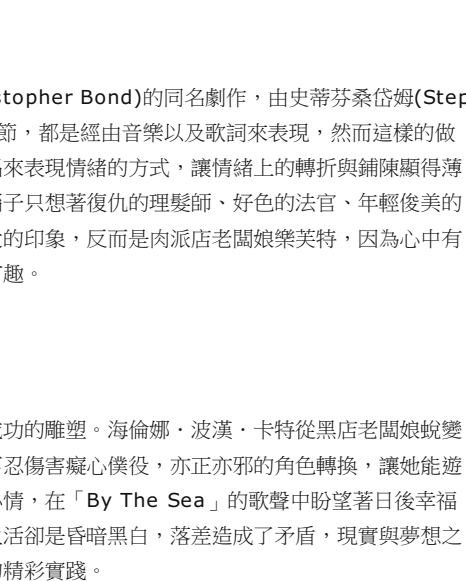 stopher Bond)的同名劇作，由史蒂芬桑岱姆(Step
節，都是經由音樂以及歌詞來表現，然而這樣的做
來表現情緒的方式，讓情緒上的轉折與鋪陳顯得薄
子只想著復仇的理髮師、好色的法官、年輕俊美的
的印象，反而是肉派店老闆娘樂芙特，因為心中有
趣。
功的雕塑。海倫娜．波漢．卡特從黑店老闆娘蛻變
忍傷害癡心僕役，亦正亦邪的角色轉換，讓她能遊
情，在「By The Sea」的歌聲中盼望著日後幸福
活卻是昏暗黑白，落差造成了矛盾，現實與夢想之
的精彩實踐。